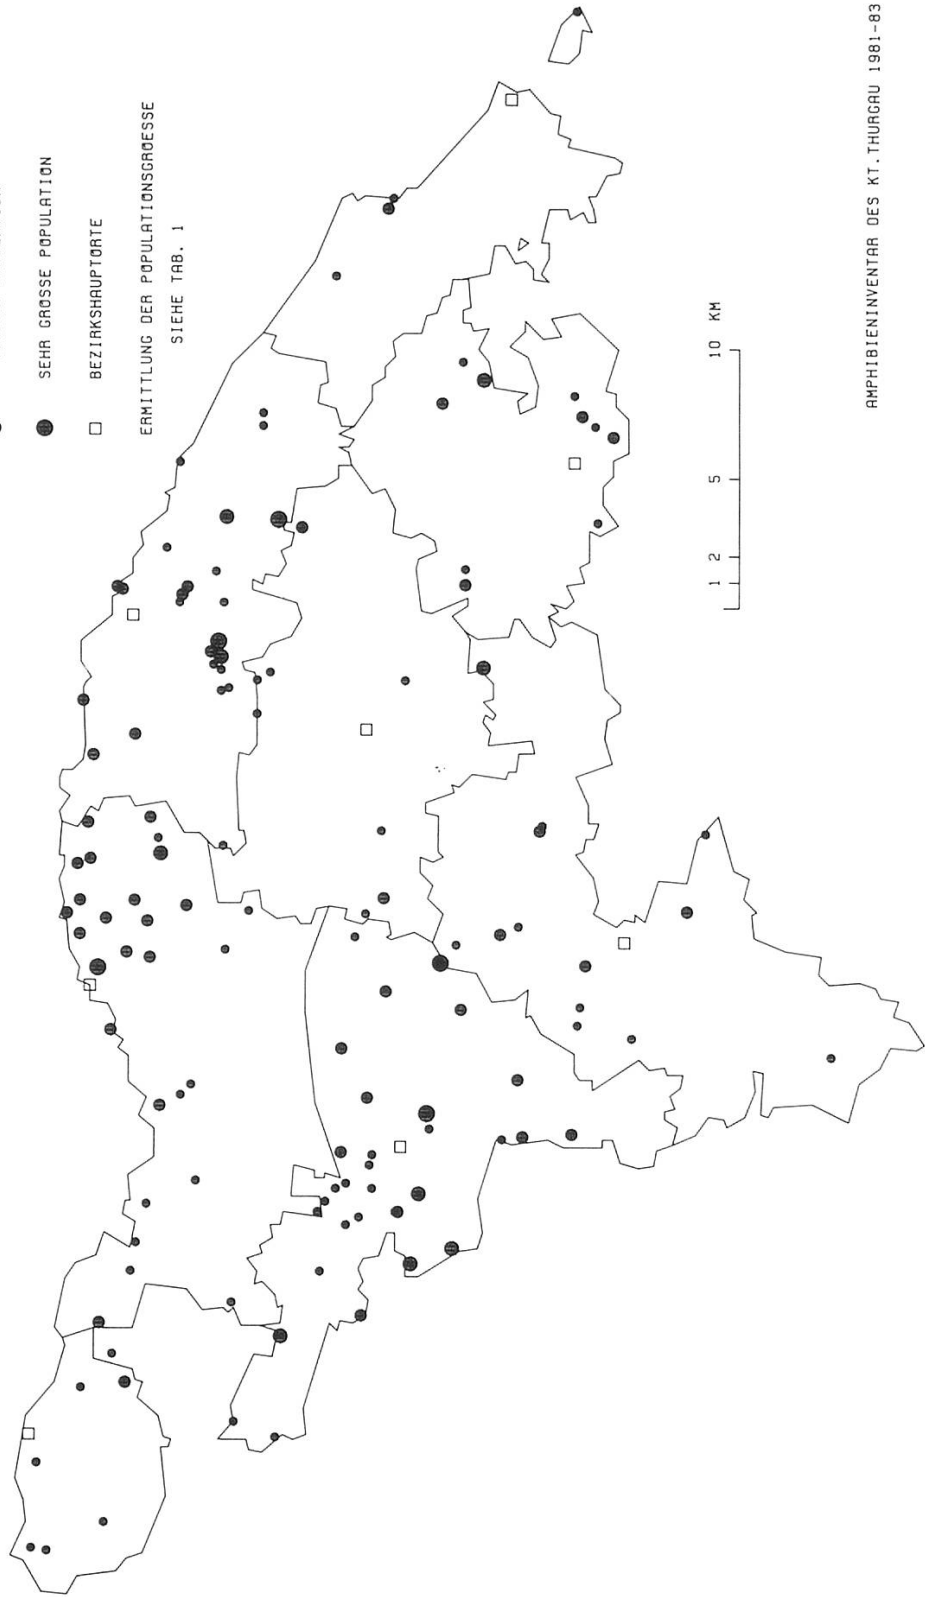 SEHR GROSSE POPULATION
BEZIRKSHAUPTORTE
ERMITTLUNG DER POPULATIONSGROESSE
SIEHE TAB. 1
1 2 5 10 KM
AMPHIBIENINVENTAR DES KT.THURGAU 1981-83